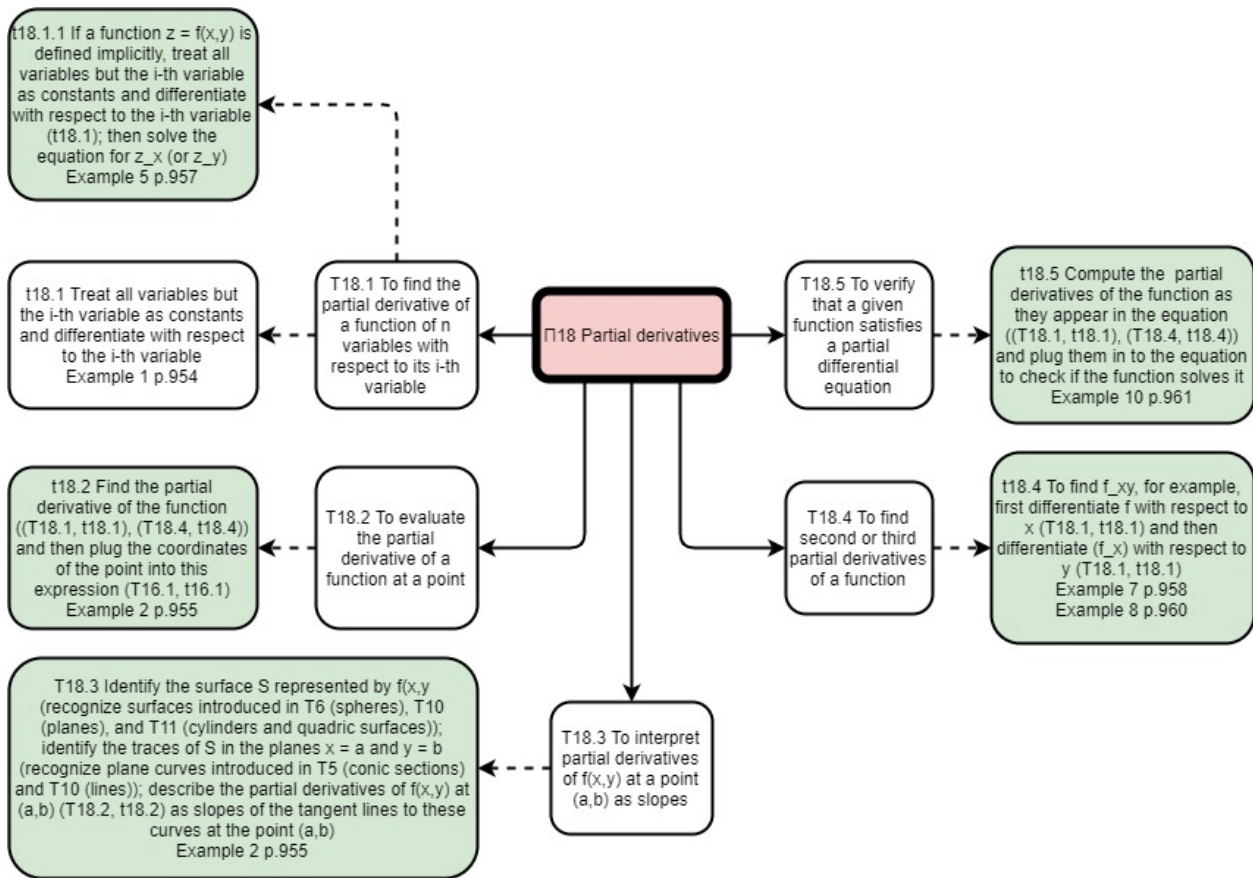 t18.1.1 If a function z = f(x,y) is
defined implicitly, treat all
variables but the i-th variable
as constants and differentiate
with respect to the i-th variable
(t18.1); then solve the
equation for z_x (or z_y)
Example 5 p.957
t18.1 Treat all variables but
the i-th variable as constants
and differentiate with respect
to the i-th variable
Example 1 p.954
T18.1 To find the
partial derivative of
a function of n
variables with
respect to its i-th
variable
Π18 Partial derivatives
T18.5 To verify
that a given
function satisfies
a partial
differential
equation
t18.5 Compute the  partial
derivatives of the function as
they appear in the equation
((T18.1, t18.1), (T18.4, t18.4))
and plug them in to the equation
to check if the function solves it
Example 10 p.961
t18.2 Find the partial
derivative of the function
((T18.1, t18.1), (T18.4, t18.4))
and then plug the coordinates
of the point into this
expression (T16.1, t16.1)
Example 2 p.955
T18.2 To evaluate
the partial
derivative of a
function at a point
T18.4 To find
second or third
partial derivatives
of a function
t18.4 To find f_xy, for example,
first differentiate f with respect to
x (T18.1, t18.1) and then
differentiate (f_x) with respect to
y (T18.1, t18.1)
Example 7 p.958
Example 8 p.960
T18.3 Identify the surface S represented by f(x,y
(recognize surfaces introduced in T6 (spheres), T10
(planes), and T11 (cylinders and quadric surfaces));
identify the traces of S in the planes x = a and y = b
(recognize plane curves introduced in T5 (conic sections)
and T10 (lines)); describe the partial derivatives of f(x,y) at
(a,b) (T18.2, t18.2) as slopes of the tangent lines to these
curves at the point (a,b)
Example 2 p.955
T18.3 To interpret
partial derivatives
of f(x,y) at a point
(a,b) as slopes